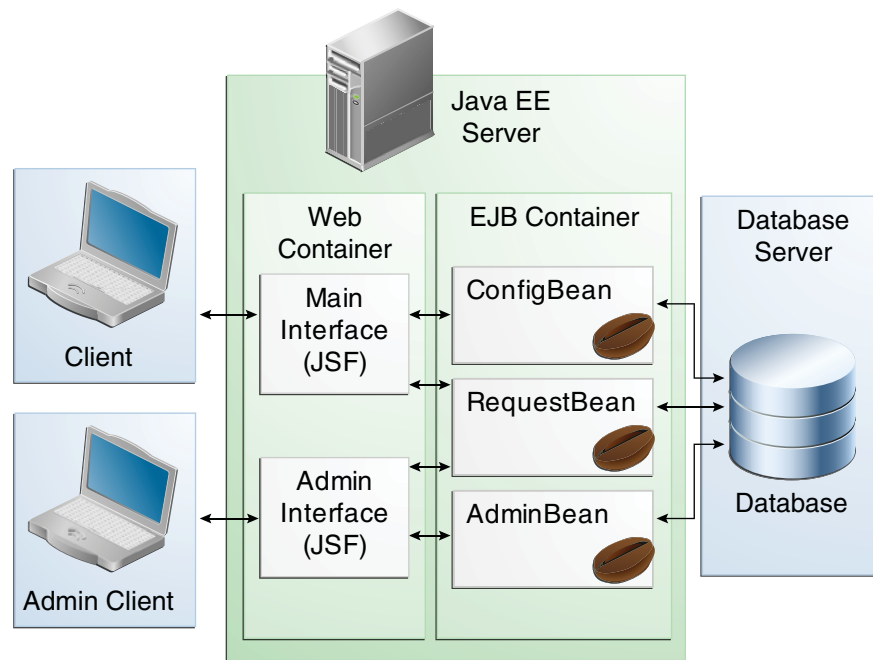 Java EE
Server
Web
Container
EJB Container
Database
Server
Main
Interface
(JSF)
ConfigBean
Client
RequestBean
Admin
Interface
(JSF)
AdminBean
Database
Admin Client